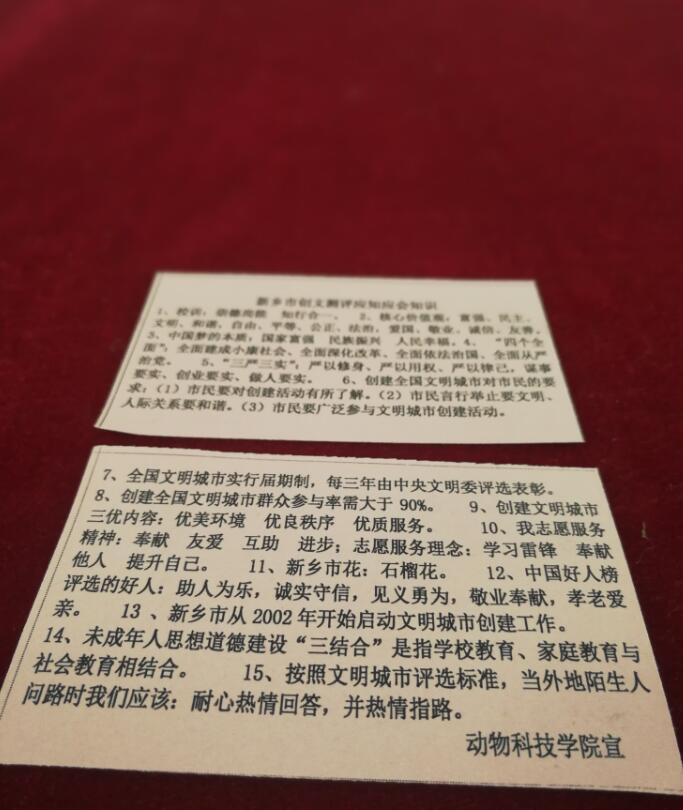 新乡市创文测评应知应会知识
1、校训：崇德尚能 知行合一、 2、核心价值观：富强、民主、
文明、和谐，自由、平等、公正、法治，爱国、敬业、诚信、友善。
3、中国梦的本质：国家富强 民族振兴 人民幸福。4、 “四个全
面”：全面建成小康社会、全面深化改革、全面依法治国、全面从严
治党。 5、“三严三实”：严以修身、严以用权、严以律己，谋事
要实、创业要实、做人要实。 6、创建全国文明城市对市民的要
求：（1）市民要对创建活动有所了解。（2）市民言行举止要文明、
人际关系要和谐。（3）市民要广泛参与文明城市创建活动。
7、全国文明城市实行届期制，每三年由中央文明委评选表彰。
8、创建全国文明城市群众参与率需大于 90%。 9、创建文明城市
三优内容：优美环境 优良秩序 优质服务。 10、我志愿服务
精神：奉献 友爱 互助 进步；志愿服务理念：学习雷锋 奉献
他人 提升自己。 11、新乡市花：石榴花。 12、中国好人榜
评选的好人：助人为乐，诚实守信，见义勇为，敬业奉献，孝老爱
亲。 13 、新乡市从 2002 年开始启动文明城市创建工作。
14、未成年人思想道德建设“三结合”是指学校教育、家庭教育与
社会教育相结合。 15、按照文明城市评选标准，当外地陌生人
问路时我们应该：耐心热情回答，并热情指路。
动物科技学院宣